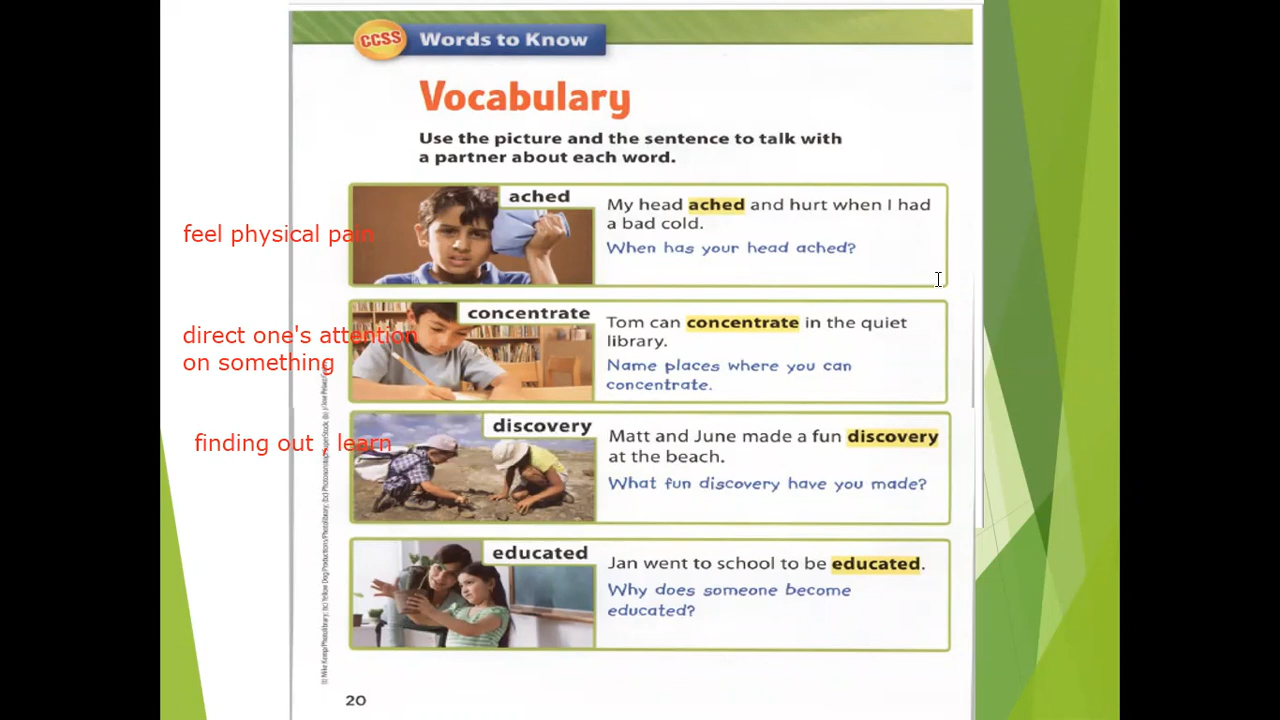 CCSS Words to Know
Vocabulary
Use the picture and the sentence to talk with
a partner about each word.
ached
My head ached and hurt when I had
a bad cold.
When has your head ached?
feel physical pain
concentrate
Tom can concentrate in the quiet
library.
Name places where you can
concentrate.
direct one's attention
on something
discovery
Matt and June made a fun discovery
at the beach.
What fun discovery have you made?
finding out , learn
educated
Jan went to school to be educated.
Why does someone become
educated?
20